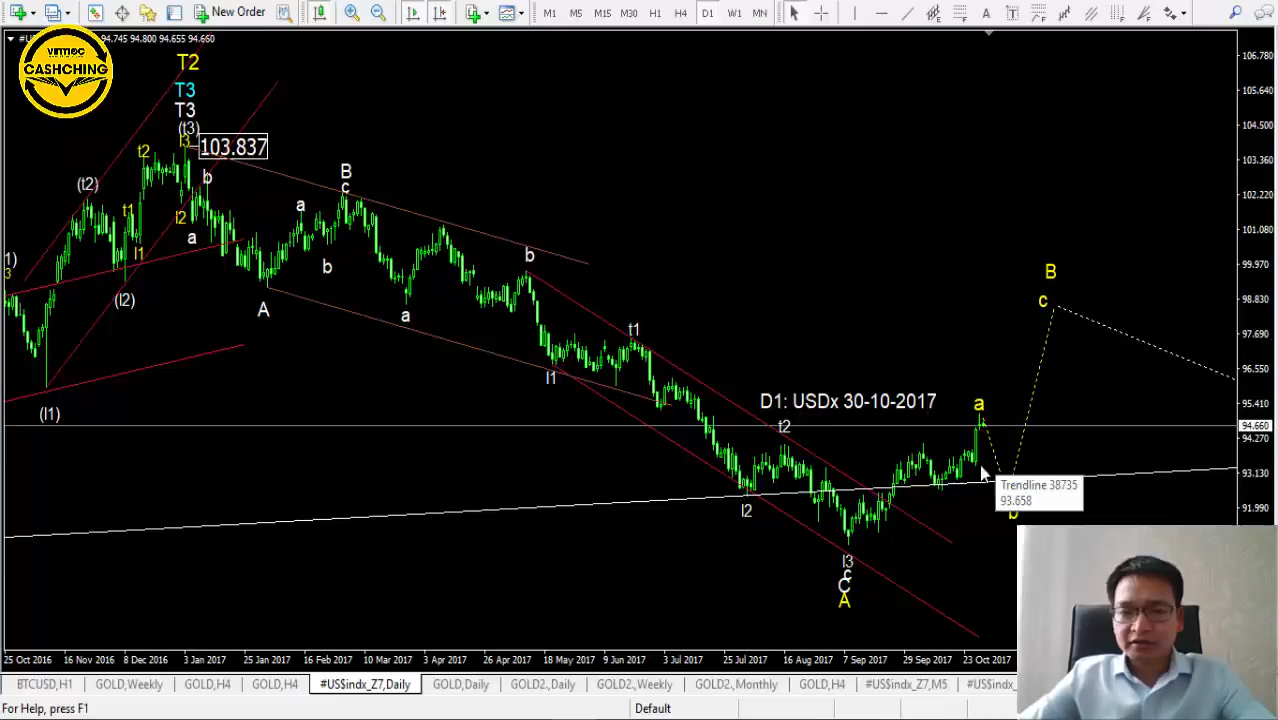 New Order
M1 M5 M15 M30 H1 H4 D1 W1 MN
94.745 94.800 94.655 94.660
VIMOC
CASHCHING
T2
T3
T3
(t3)
l3
103.837
t2
b
(t2)
t1
l2
l1
a
1)
3
(l2)
(l1)
A
a
b
B
c
a
b
l1
t1
D1: USDx 30-10-2017
t2
l2
l3
c
C
A
a
B
c
b
Trendline 38735
93.658
106.780
105.640
104.500
103.360
102.220
101.080
99.970
98.830
97.690
96.550
95.410
94.660
94.270
93.130
91.990
25 Oct 2016 16 Nov 2016 8 Dec 2016 3 Jan 2017 25 Jan 2017 16 Feb 2017 10 Mar 2017 3 Apr 2017 26 Apr 2017 18 May 2017 9 Jun 2017 3 Jul 2017 25 Jul 2017 16 Aug 2017 7 Sep 2017 29 Sep 2017 23 Oct 2017
BTCUSD,H1 GOLD,Weekly GOLD,H4 GOLD,H4 #US$indx_Z7,Daily GOLD,Daily GOLD2.,Daily GOLD2.,Weekly GOLD2.,Monthly GOLD,H4 #US$indx_Z7,M5 #US$indx
For Help, press F1 Default